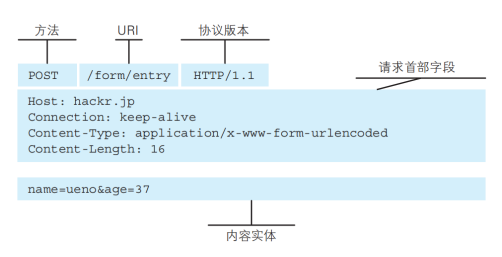 方法 URI 协议版本
请求首部字段
POST /form/entry HTTP/1.1
Host: hackr.jp
Connection: keep-alive
Content-Type: application/x-www-form-urlencoded
Content-Length: 16
name=ueno&age=37
内容实体